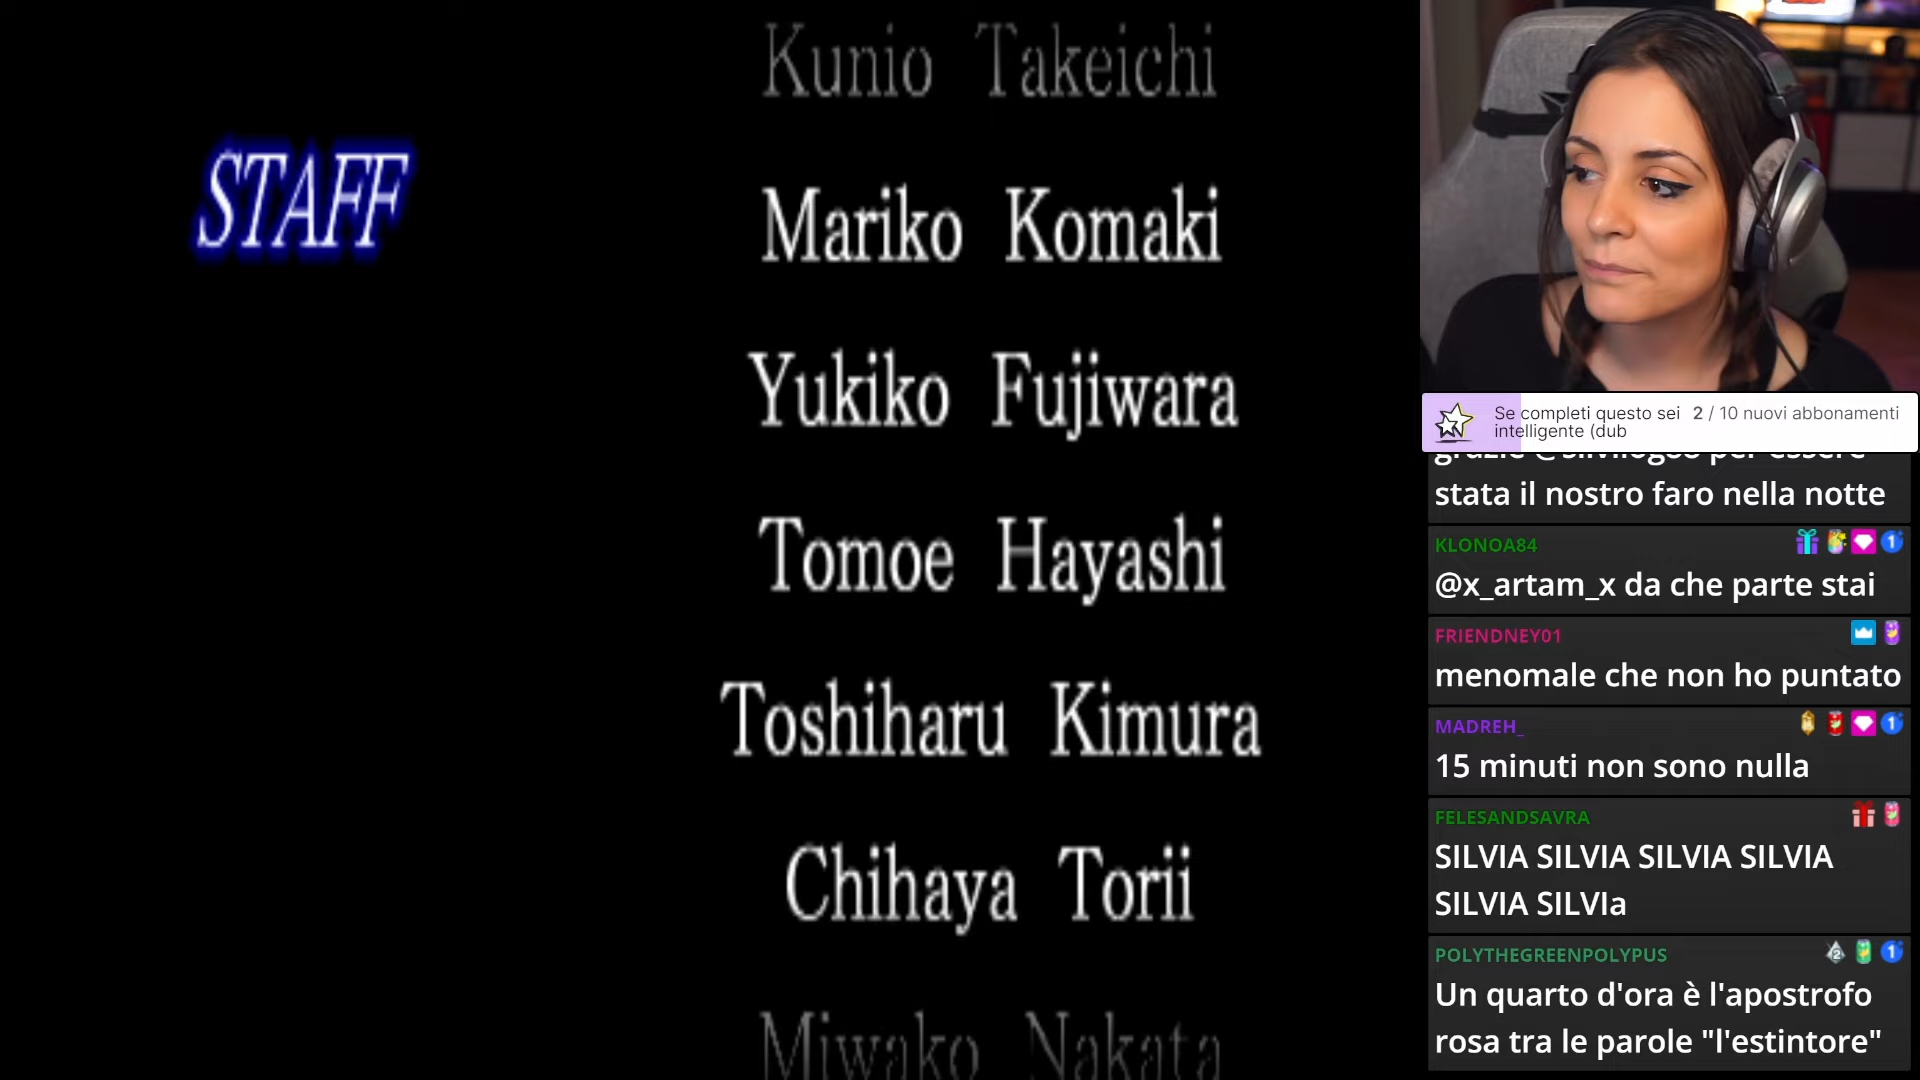 Kunio Takeichi
STAFF
Mariko Komaki
Yukiko Fujiwara
Tomoe Hayashi
Toshiharu Kimura
Chihaya Torii
Miwako Nakata
Se completi questo sei 2 / 10 nuovi abbonamenti
intelligente (dub
per essere
stata il nostro faro nella notte
KLONOA84
@x_artam_x da che parte stai
FRIENDNEY01
menomale che non ho puntato
MADREH_
15 minuti non sono nulla
FELESANDSAVRA
SILVIA SILVIA SILVIA SILVIA
SILVIA SILVIa
POLYTHEGREENPOLYPUS
Un quarto d'ora è l'apostrofo
rosa tra le parole "l'estintore"